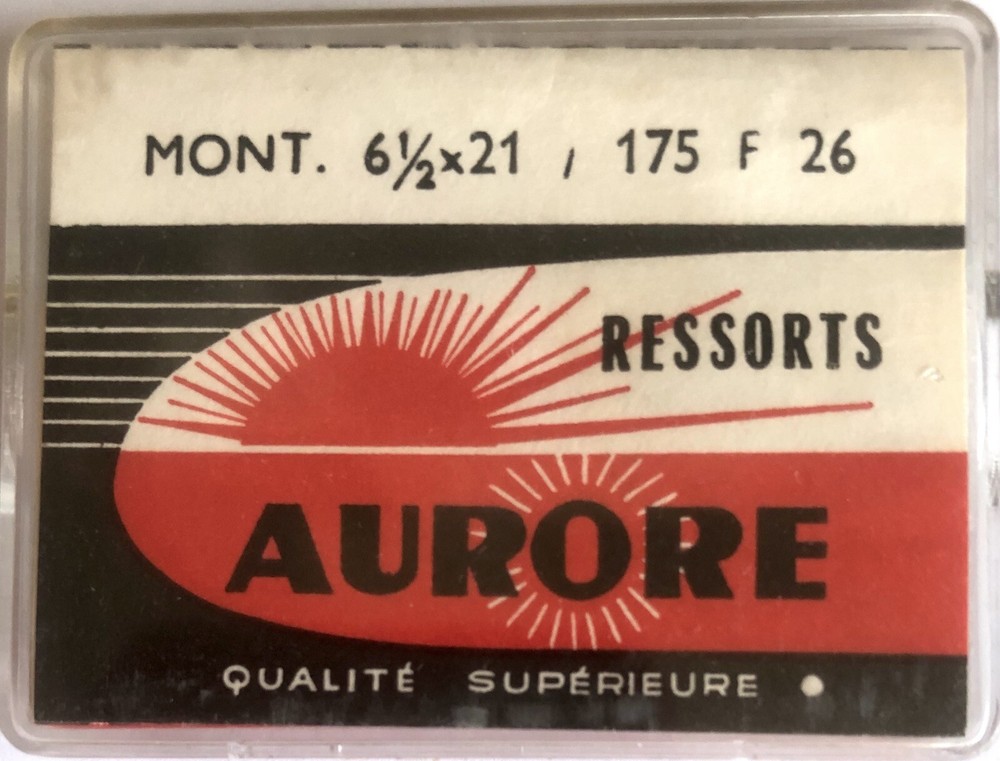 MONT. 6½x21 , 175 F 26
RESSORTS
AURORE
QUALITÉ SUPÉRIEURE